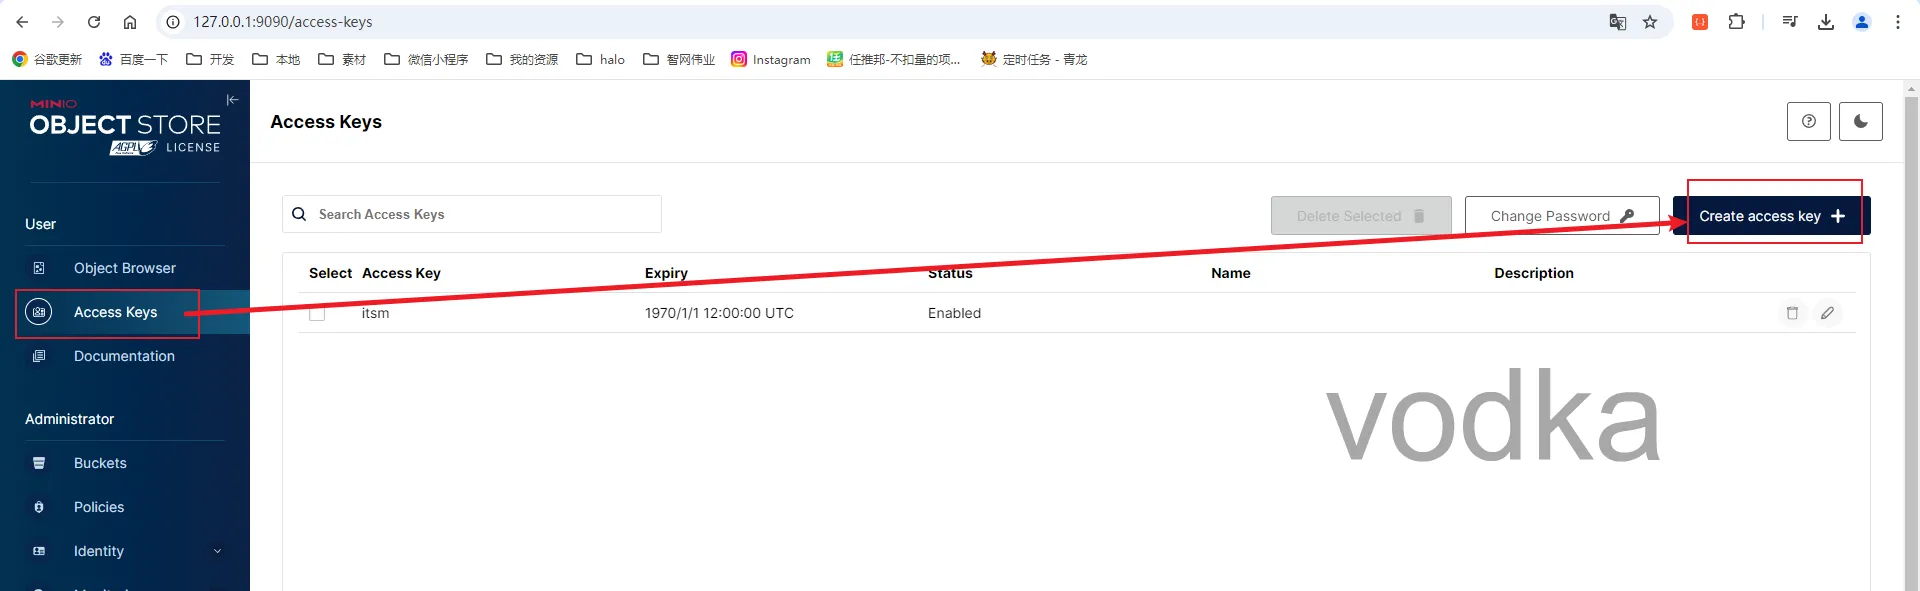 127.0.0.1:9090/access-keys
谷歌更新 百度一下 开发 本地 素材 微信小程序 我的资源 halo 智网伟业 Instagram 任推邦-不扣量的项... 定时任务 - 青龙
MINIO
OBJECT STORE
AGPLv3 LICENSE
Access Keys
User
Search Access Keys
Delete Selected
Change Password
Create access key
Object Browser
Select Access Key Expiry Status Name Description
Access Keys
itsm 1970/1/1 12:00:00 UTC Enabled
Documentation
vodka
Administrator
Buckets
Policies
Identity